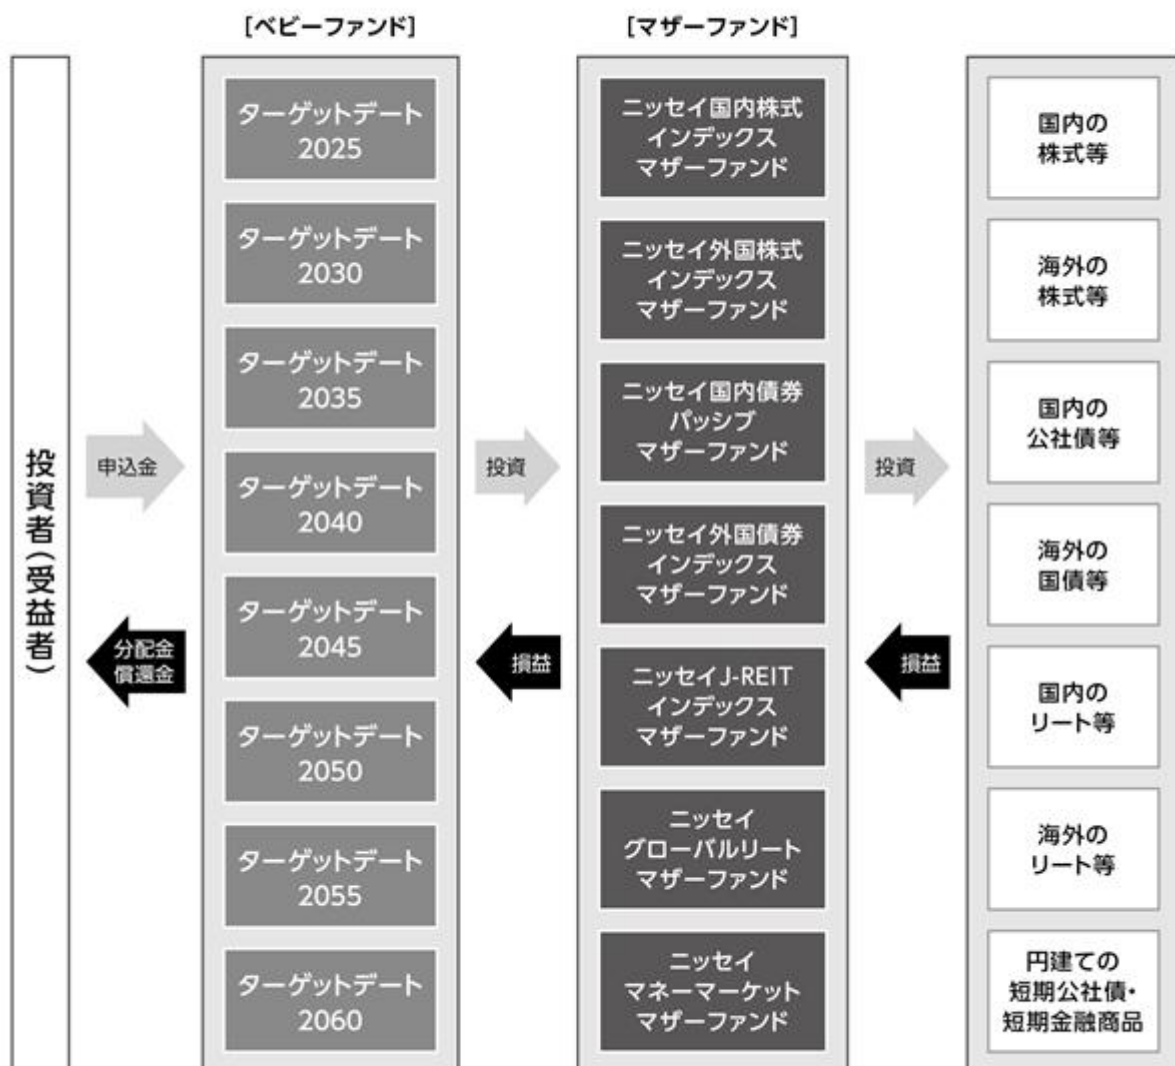 [ベビーファンド]
[マザーファンド]
投資者(受益者)
申込金
分配金
償還金
ターゲットデート
2025
ターゲットデート
2030
ターゲットデート
2035
ターゲットデート
2040
ターゲットデート
2045
ターゲットデート
2050
ターゲットデート
2055
ターゲットデート
2060
投資
損益
ニッセイ国内株式
インデックス
マザーファンド
ニッセイ外国株式
インデックス
マザーファンド
ニッセイ国内債券
パッシブ
マザーファンド
ニッセイ外国債券
インデックス
マザーファンド
ニッセイJ-REIT
インデックス
マザーファンド
ニッセイ
グローバルリート
マザーファンド
ニッセイ
マネーマーケット
マザーファンド
投資
損益
国内の
株式等
海外の
株式等
国内の
公社債等
海外の
国債等
国内の
リート等
海外の
リート等
円建ての
短期公社債・
短期金融商品